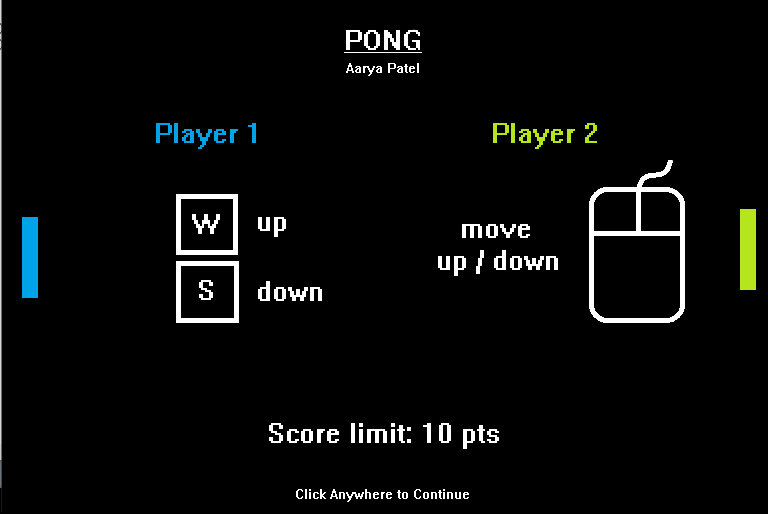 PONG
Aarya Patel
Player 1
Player 2
W up
S down
move
up / down
Score limit: 10 pts
Click Anywhere to Continue